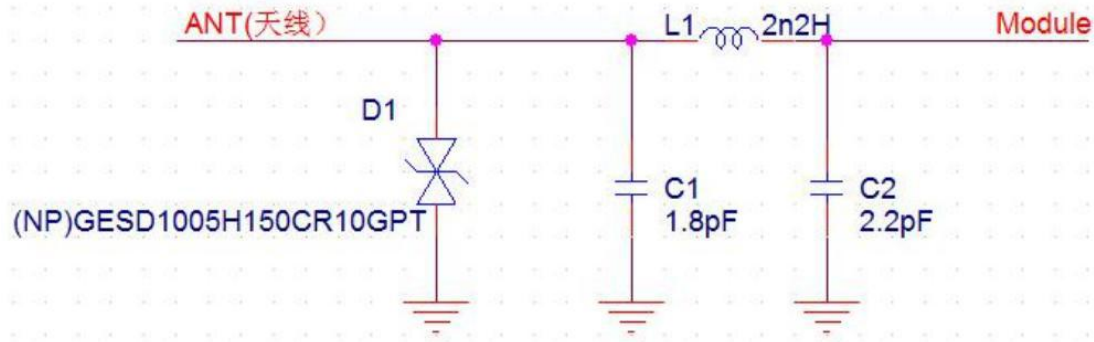 ANT(天线）
L1
2n2H
Module
D1
(NP)GESD1005H150CR10GPT
C1
1.8pF
C2
2.2pF